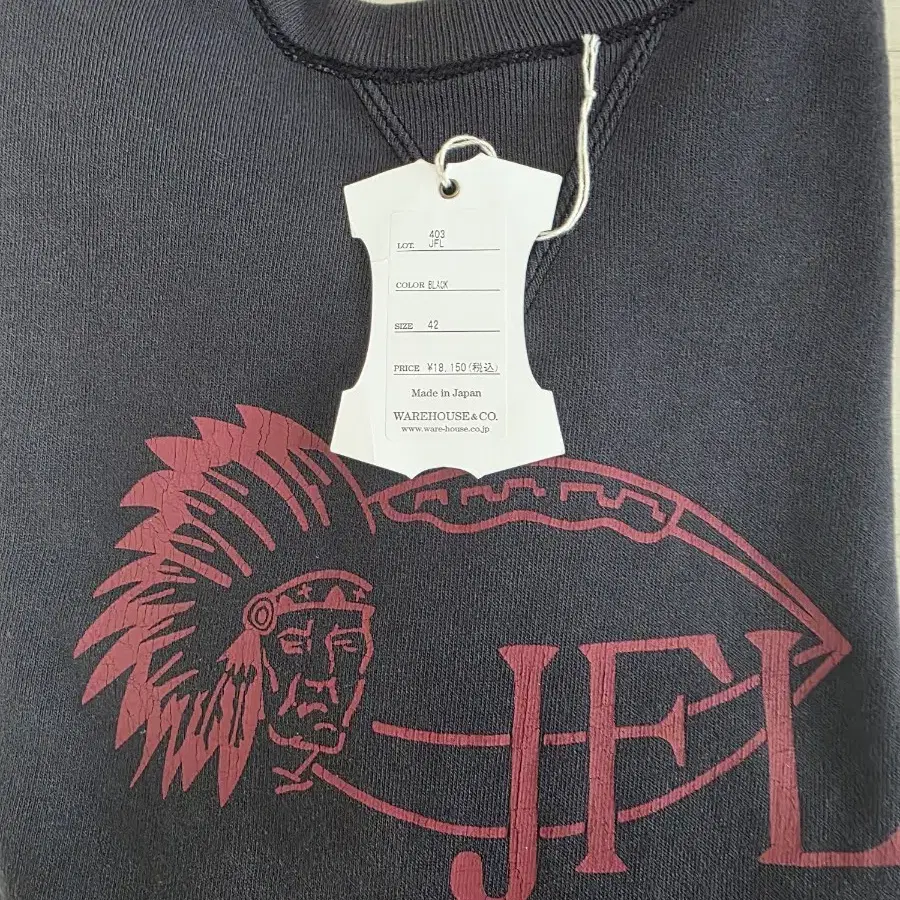 403
LOT. JFL
COLOR BLACK
SIZE 42
PRICE ¥18,150(税込)
Made in Japan
WAREHOUSE & CO.
www.ware-house.co.jp
JFL